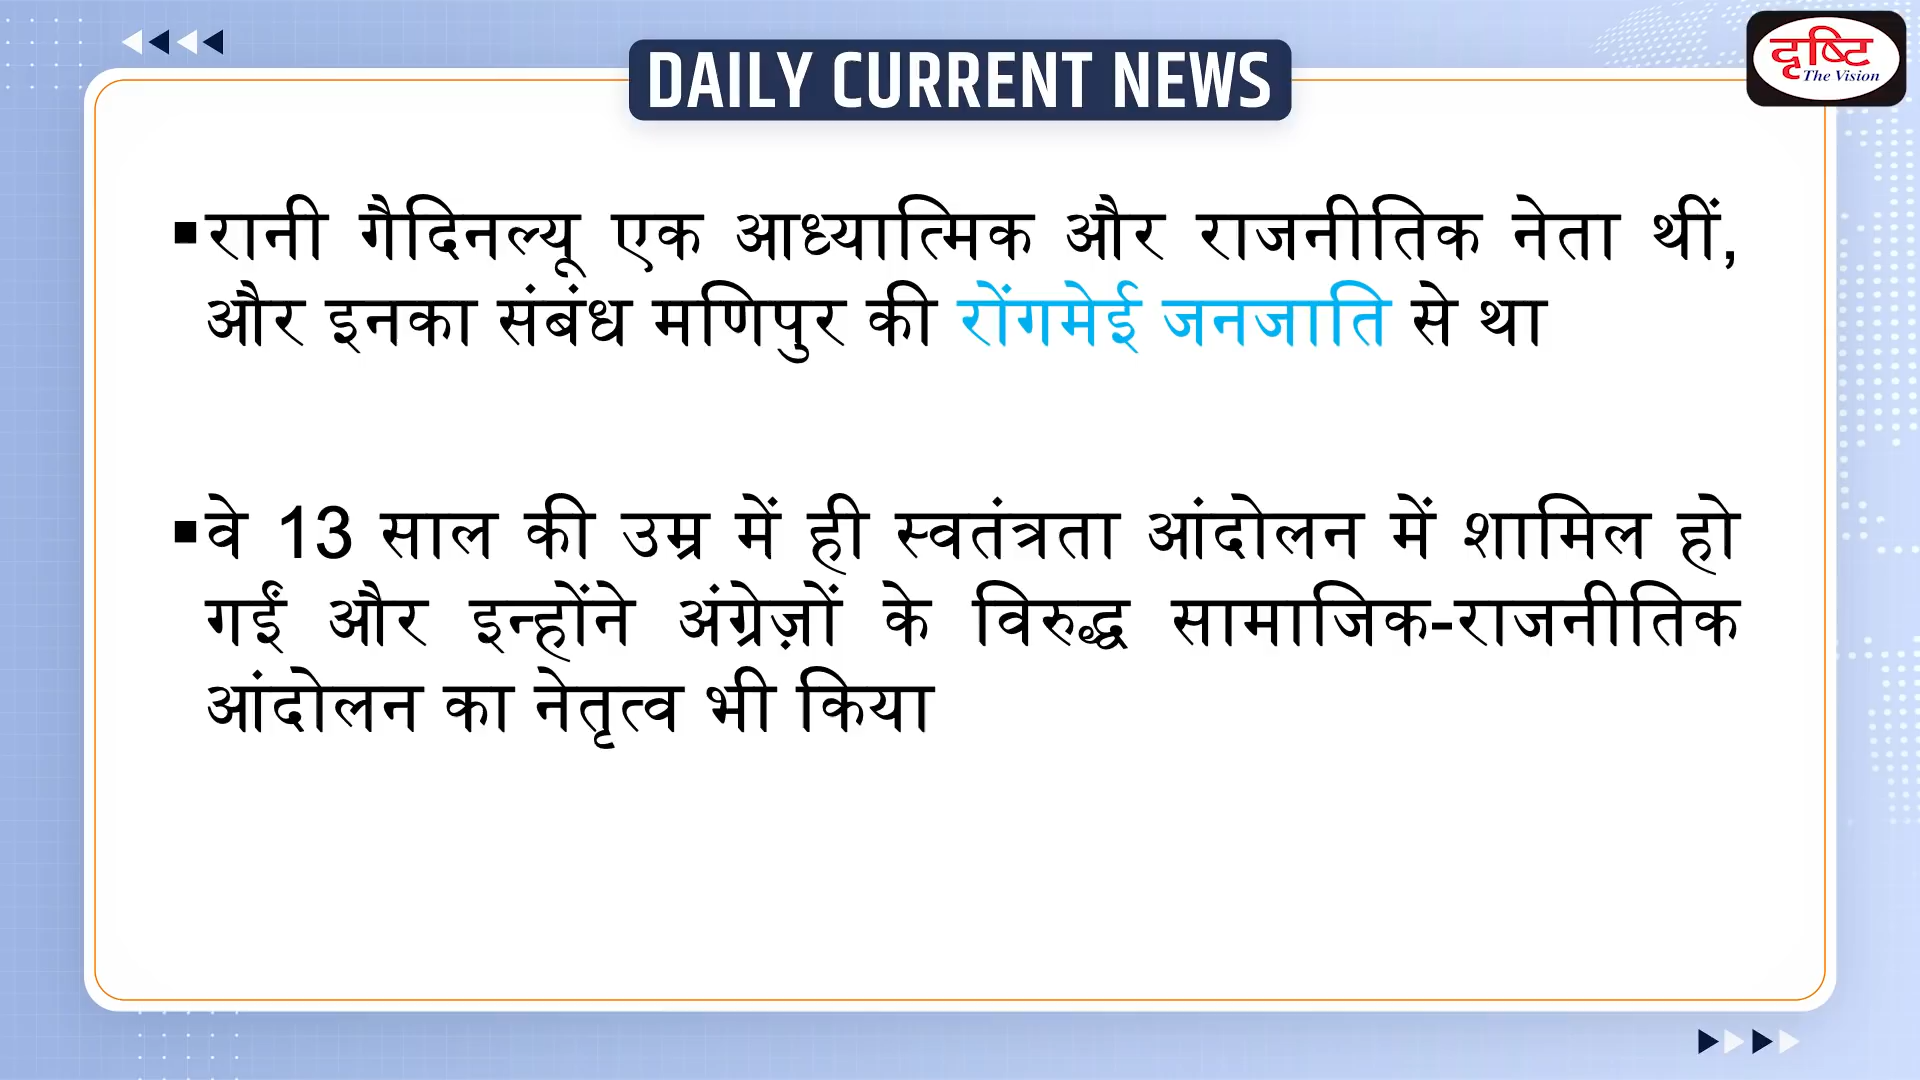 DAILY CURRENT NEWS
दृष्टि
The Vision
▪रानी गैदिनल्यू एक आध्यात्मिक और राजनीतिक नेता थीं,
और इनका संबंध मणिपुर की रोंगमेई जनजाति से था
▪वे 13 साल की उम्र में ही स्वतंत्रता आंदोलन में शामिल हो
गईं और इन्होंने अंग्रेज़ों के विरुद्ध सामाजिक-राजनीतिक
आंदोलन का नेतृत्व भी किया